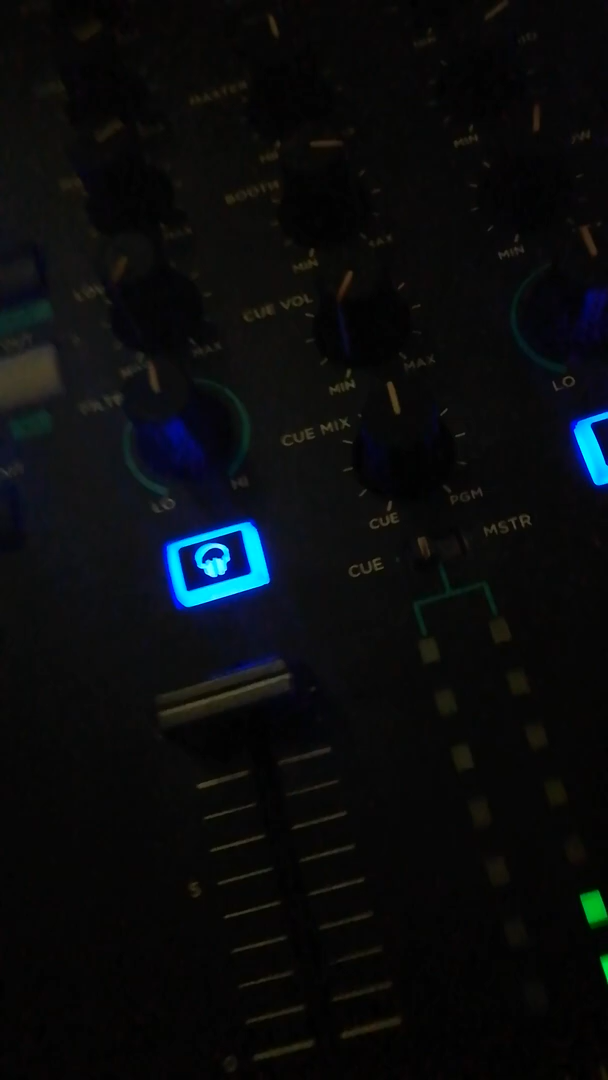 MASTER
MIN
BOOTH
MIN
MAX
CUE VOL
MIN
MAX
CUE MIX
CUE
PGM
CUE
MSTR
MIN
MIN
LO
MAX
LO
HI
5